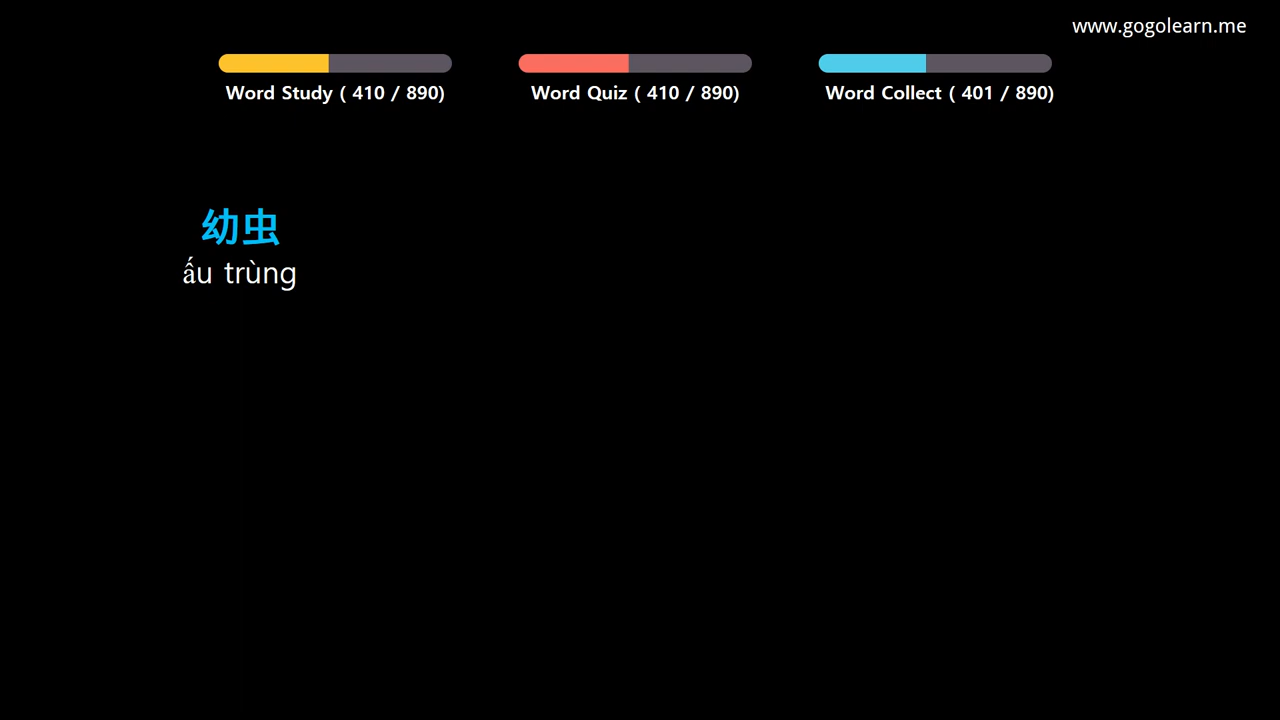 www.gogolearn.me
Word Study ( 410 / 890)
Word Quiz ( 410 / 890)
Word Collect ( 401 / 890)
幼虫
ấu trùng